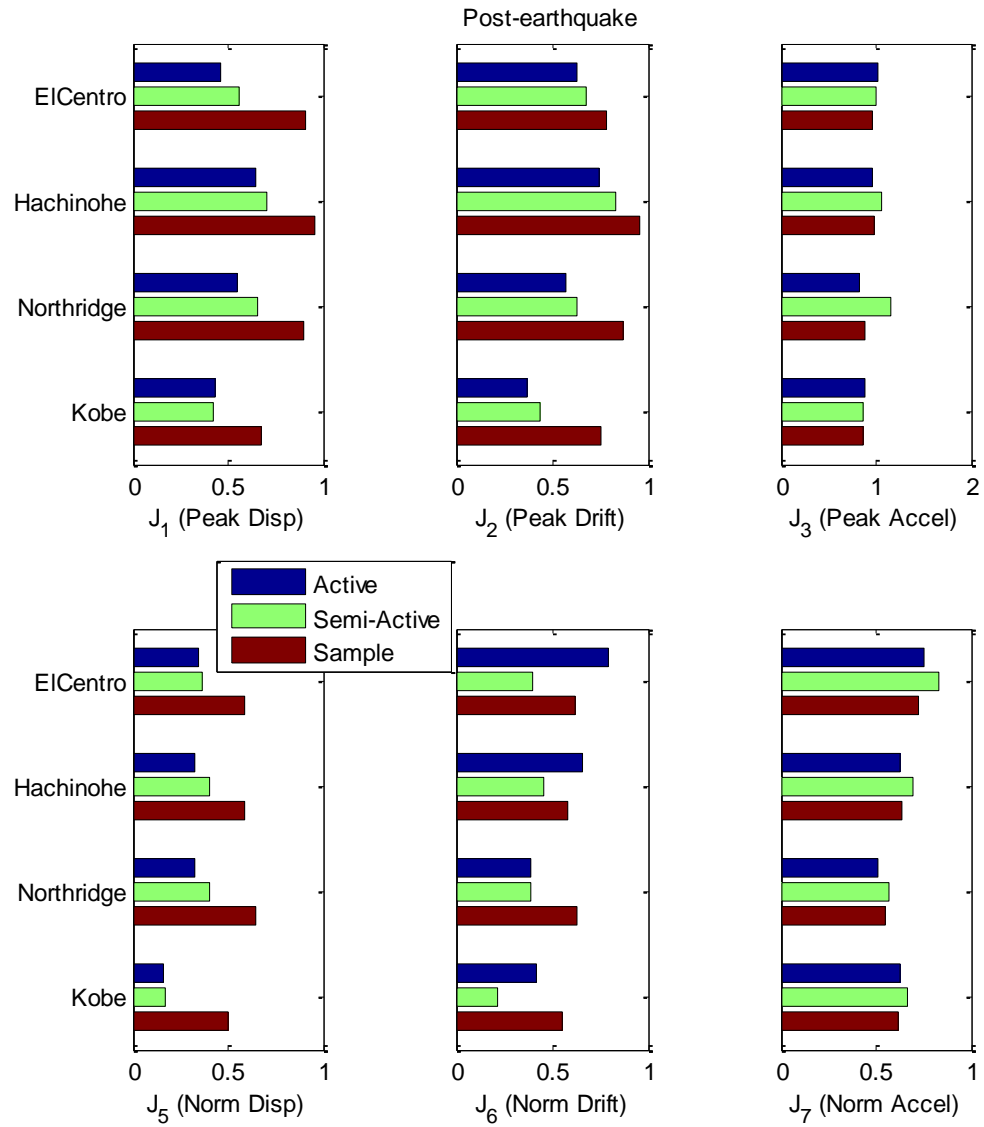 Post-earthquake
ElCentro
Hachinohe
Northridge
Kobe
0 0.5 1
J1 (Peak Disp)
0 0.5 1
J2 (Peak Drift)
0 1 2
J3 (Peak Accel)
Active
Semi-Active
Sample
ElCentro
Hachinohe
Northridge
Kobe
0 0.5 1
J5 (Norm Disp)
0 0.5 1
J6 (Norm Drift)
0 0.5 1
J7 (Norm Accel)